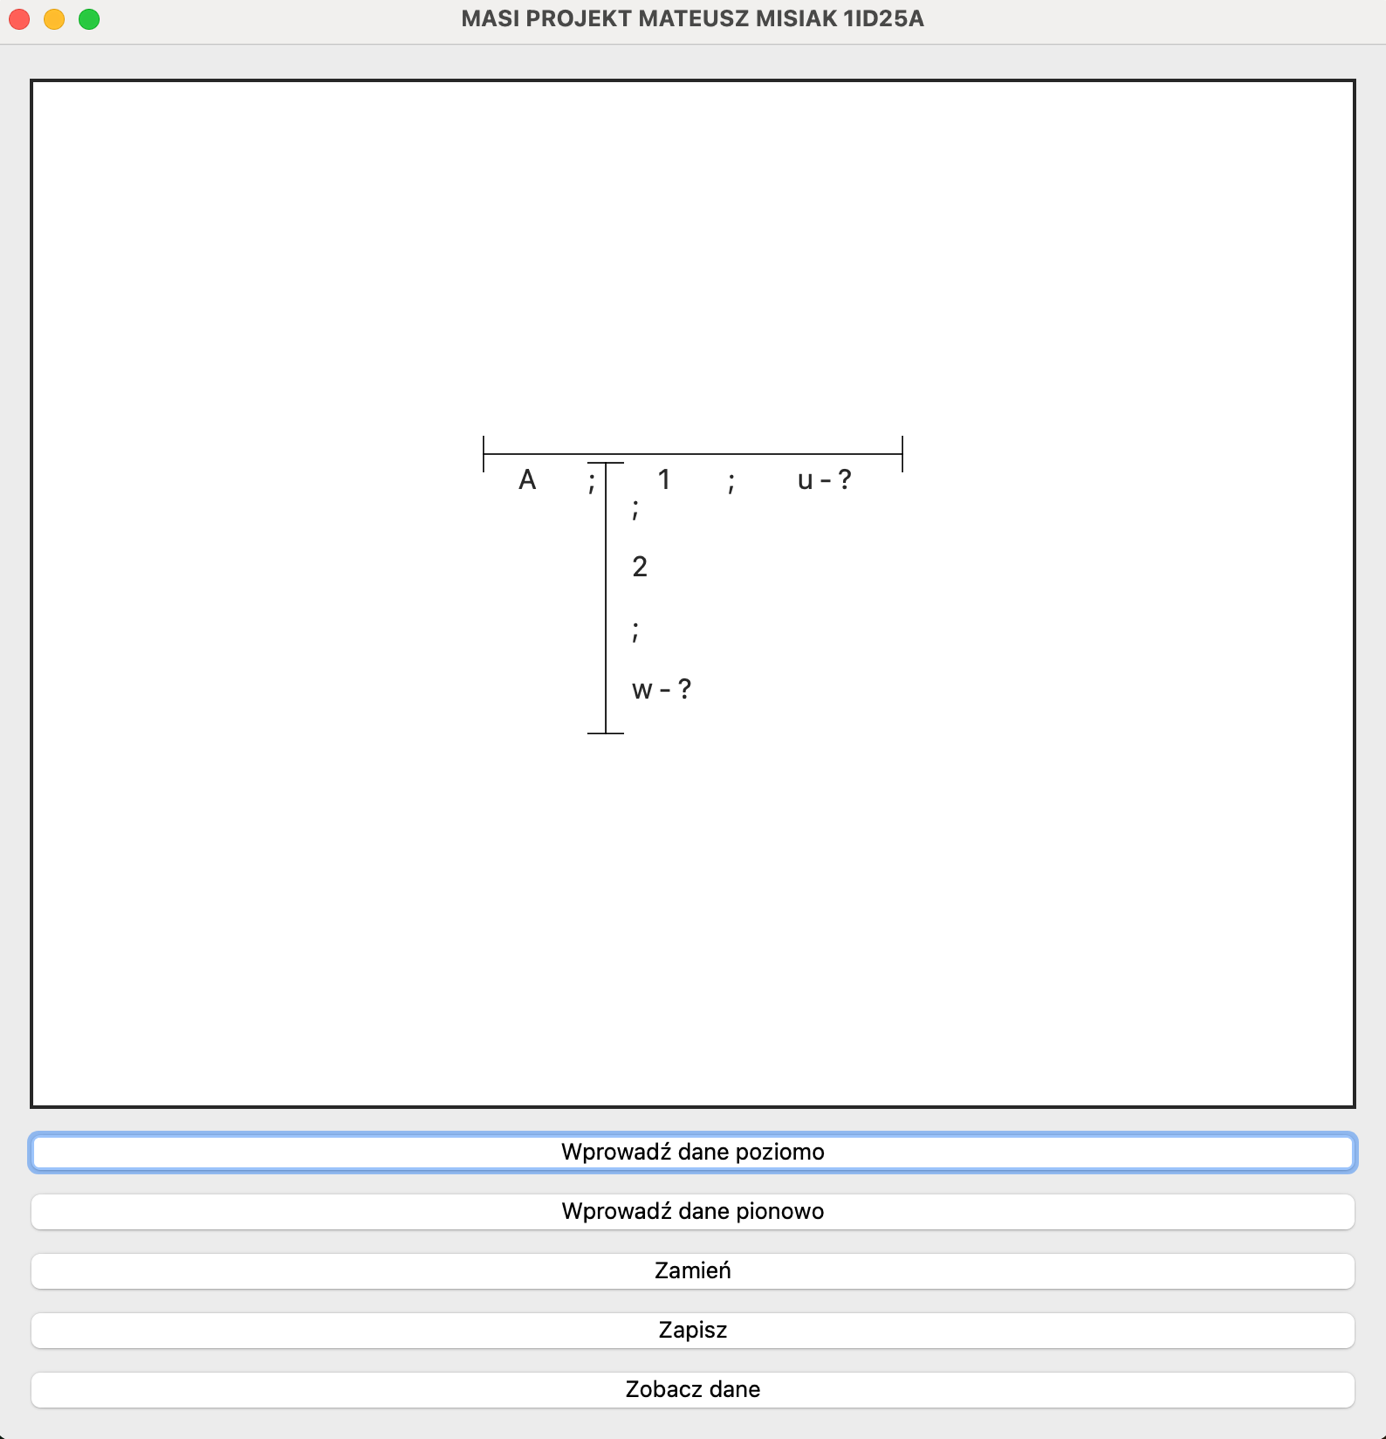 MASI PROJEKT MATEUSZ MISIAK 1ID25A
A ; 1 ; u - ?
;
2
;
w - ?
Wprowadź dane poziomo
Wprowadź dane pionowo
Zamień
Zapisz
Zobacz dane